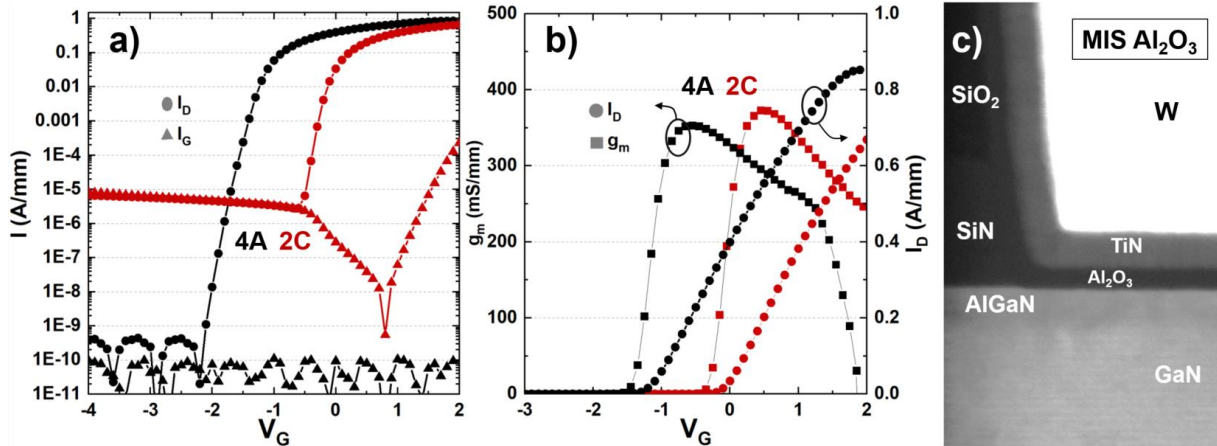 a)
I (A/mm)
1
0.1
0.01
0.001
1E-4
1E-5
1E-6
1E-7
1E-8
1E-9
1E-10
1E-11
I_D
I_G
4A 2C
-4 -3 -2 -1 0 1 2
V_G
b)
g_m (mS/mm)
500
400
300
200
100
0
4A 2C
I_D
g_m
1.0
0.8
0.6
0.4
0.2
0.0
I_D (A/mm)
-3 -2 -1 0 1 2
V_G
c)
MIS Al₂O₃
SiO₂
W
SiN
TiN
Al₂O₃
AlGaN
GaN